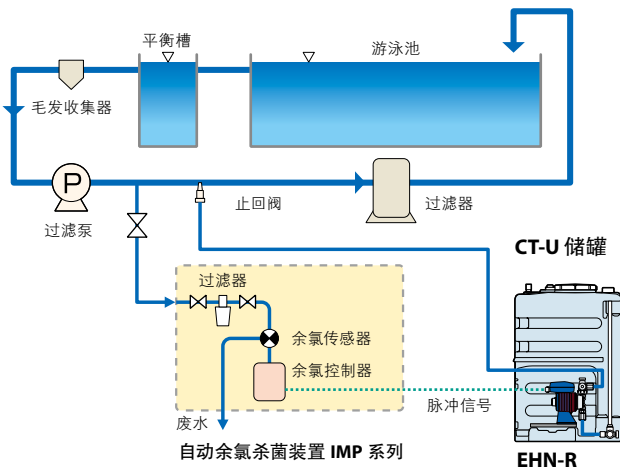 平衡槽
游泳池
毛发收集器
P
过滤泵
止回阀
过滤器
CT-U 储罐
过滤器
余氯传感器
余氯控制器
脉冲信号
废水
自动余氯杀菌装置 IMP 系列
EHN-R